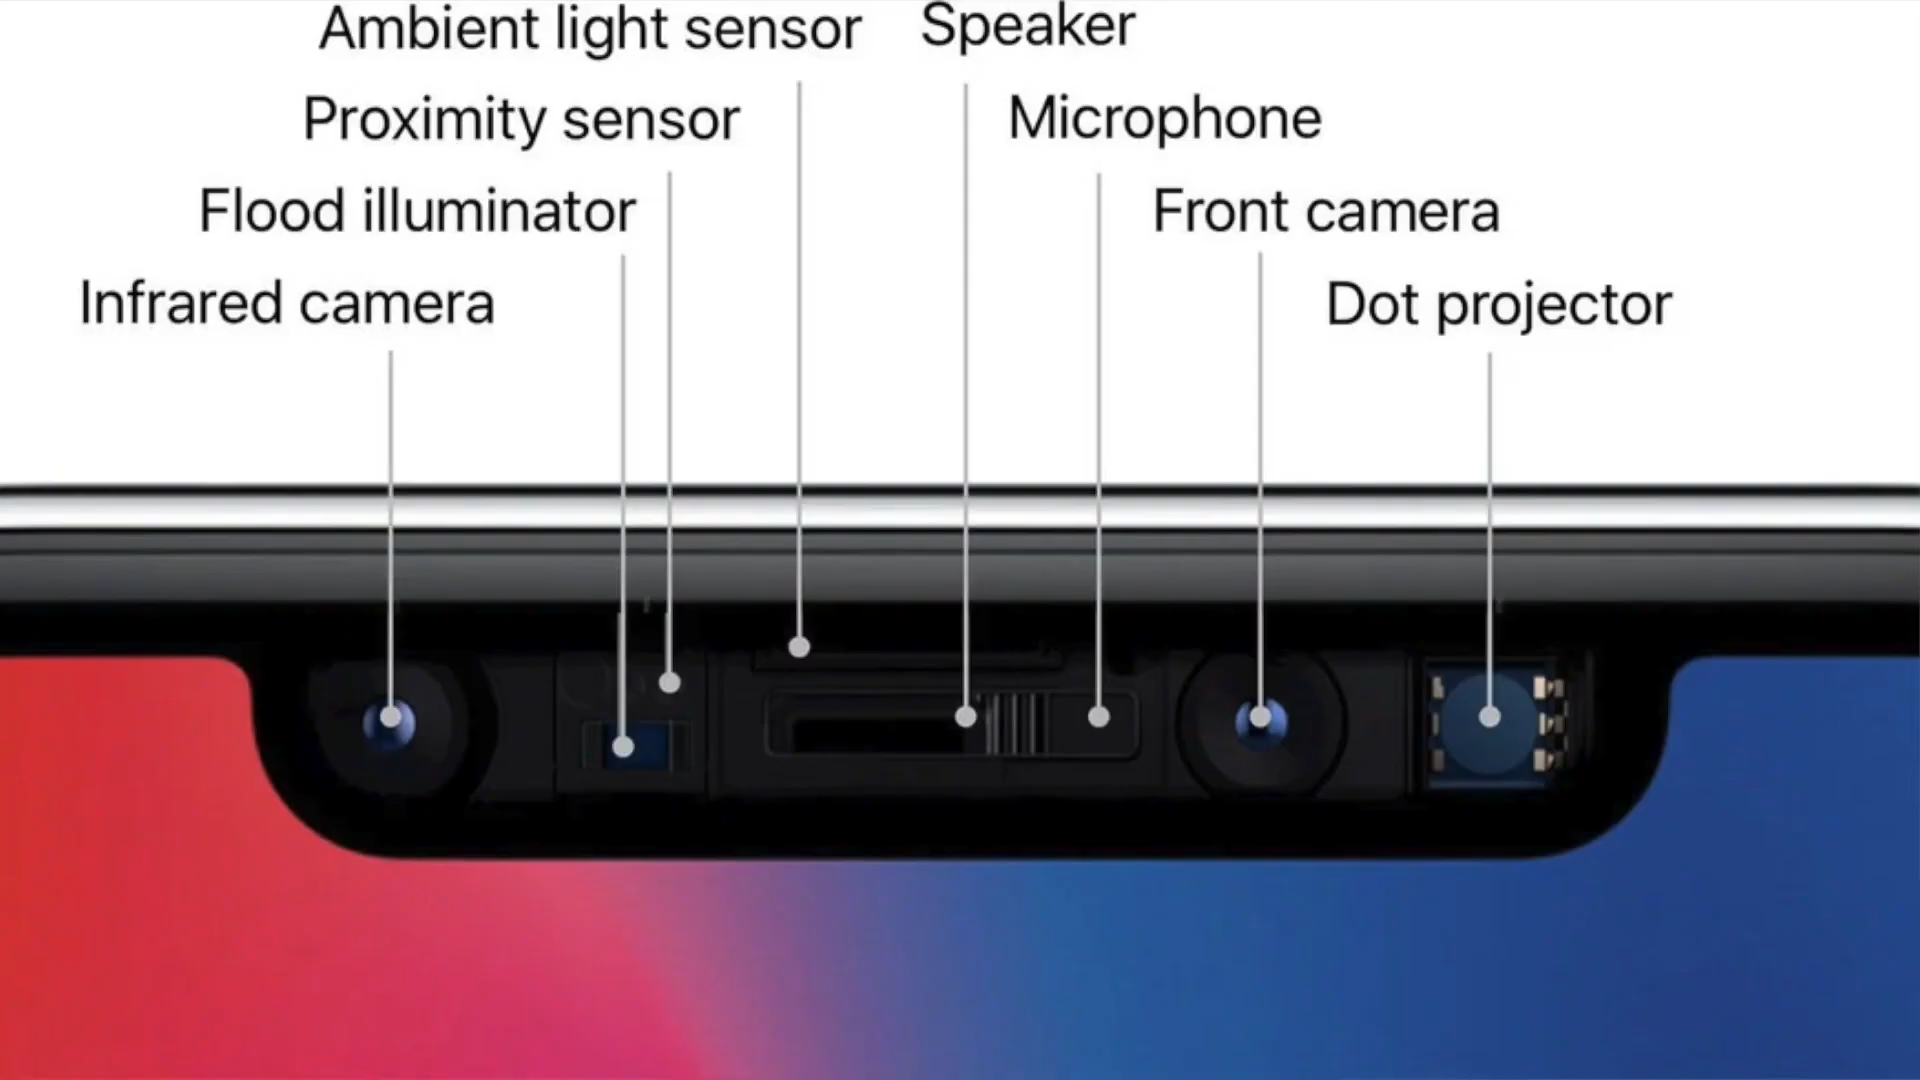 Ambient light sensor
Speaker
Proximity sensor
Microphone
Flood illuminator
Front camera
Infrared camera
Dot projector